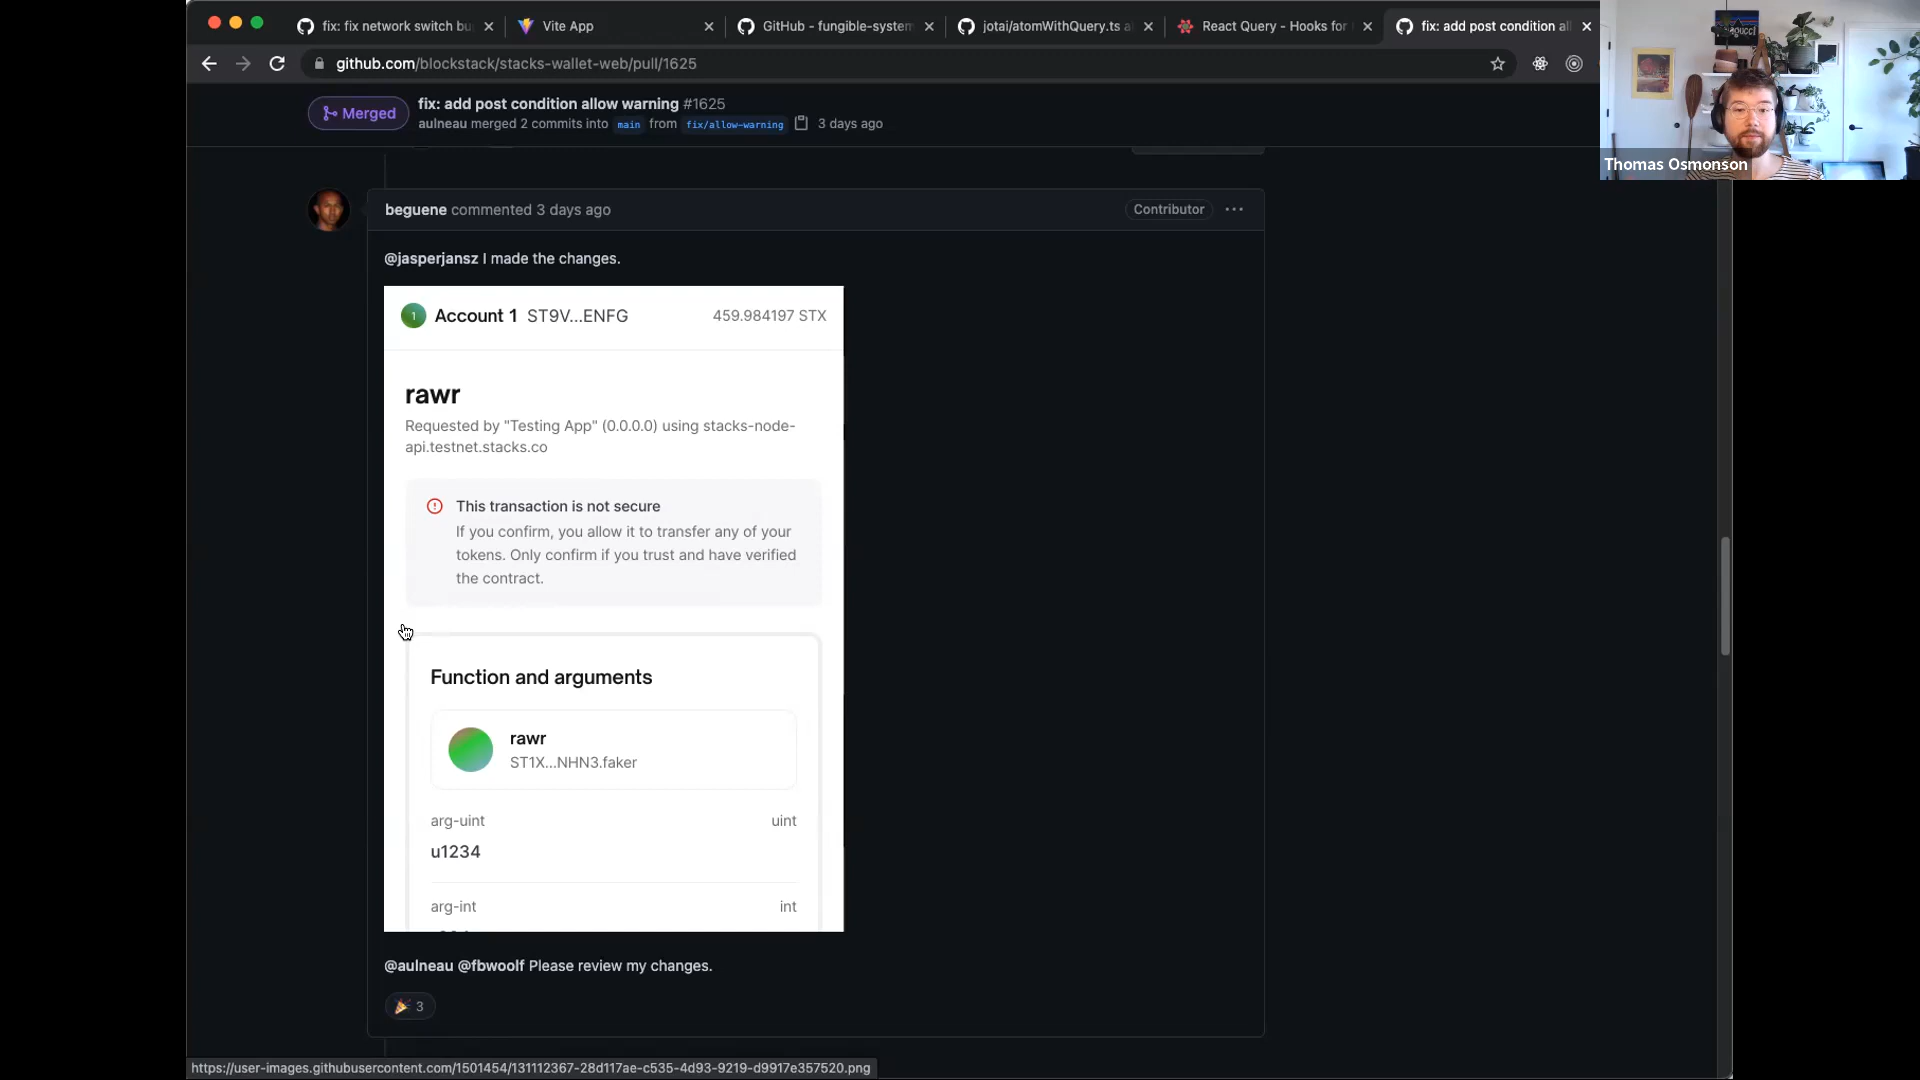 fix: fix network switch bu
Vite App
GitHub - fungible-system
jotai/atomWithQuery.ts a
React Query - Hooks for
fix: add post condition al
github.com/blockstack/stacks-wallet-web/pull/1625
Thomas Osmonson
Merged
fix: add post condition allow warning #1625
aulneau merged 2 commits into main from fix/allow-warning 3 days ago
beguene commented 3 days ago
Contributor
@jasperjansz I made the changes.
1 Account 1 ST9V...ENFG 459.984197 STX
rawr
Requested by "Testing App" (0.0.0.0) using stacks-node-
api.testnet.stacks.co
This transaction is not secure
If you confirm, you allow it to transfer any of your
tokens. Only confirm if you trust and have verified
the contract.
Function and arguments
rawr
ST1X...NHN3.faker
arg-uint uint
u1234
arg-int int
@aulneau @fbwoolf Please review my changes.
3
https://user-images.githubusercontent.com/1501454/131112367-28d117ae-c535-4d93-9219-d9917e357520.png